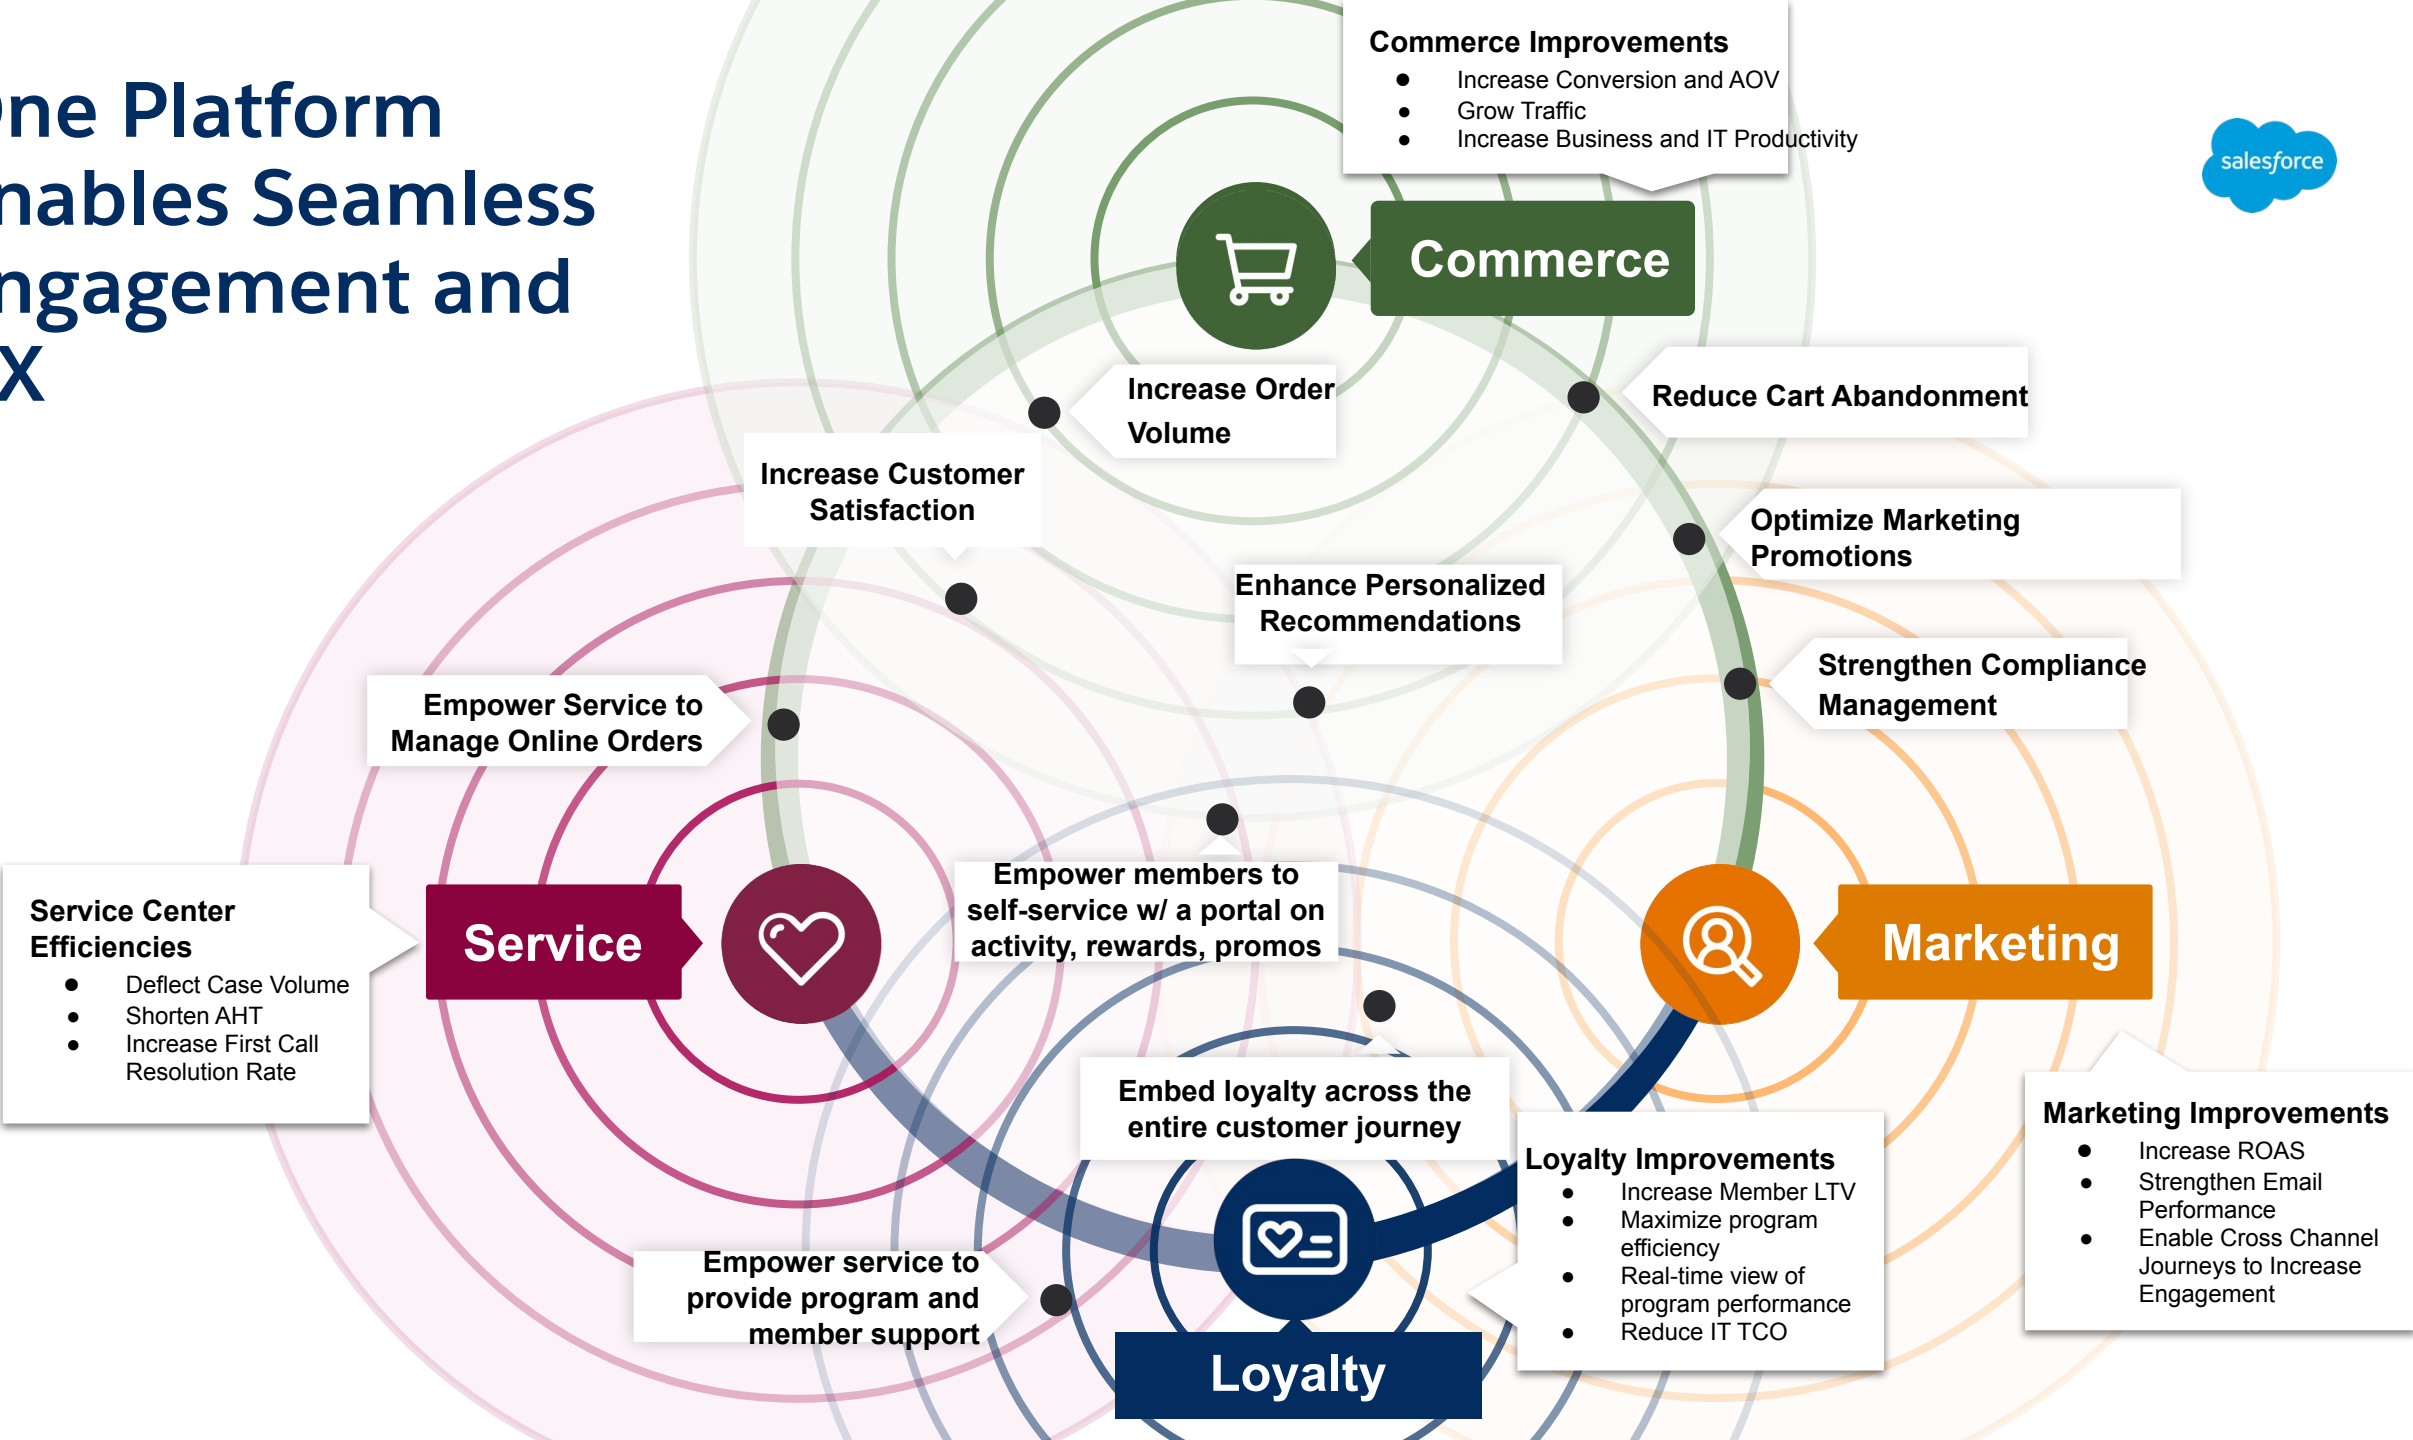 One Platform
nables Seamless
ngagement and
X
Commerce Improvements
● Increase Conversion and AOV
● Grow Traffic
● Increase Business and IT Productivity
salesforce
Commerce
Increase Order
Volume
Reduce Cart Abandonment
Increase Customer
Satisfaction
Optimize Marketing
Promotions
Enhance Personalized
Recommendations
Strengthen Compliance
Management
Empower Service to
Manage Online Orders
Service Center
Efficiencies
● Deflect Case Volume
● Shorten AHT
● Increase First Call
Resolution Rate
Service
Empower members to
self-service w/ a portal on
activity, rewards, promos
Marketing
Embed loyalty across the
entire customer journey
Loyalty Improvements
● Increase Member LTV
● Maximize program
efficiency
● Real-time view of
program performance
● Reduce IT TCO
Marketing Improvements
● Increase ROAS
● Strengthen Email
Performance
● Enable Cross Channel
Journeys to Increase
Engagement
Empower service to
provide program and
member support
Loyalty